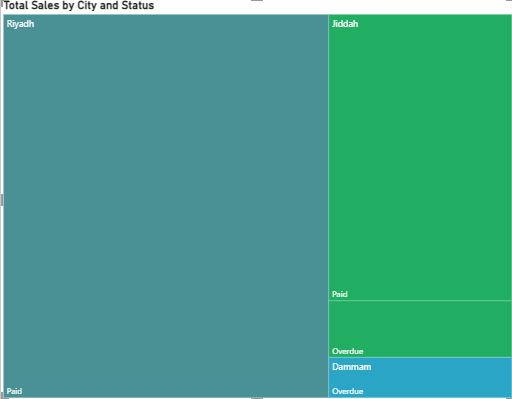 Total Sales by City and Status
Riyadh
Paid
Jiddah
Paid
Overdue
Dammam
Overdue